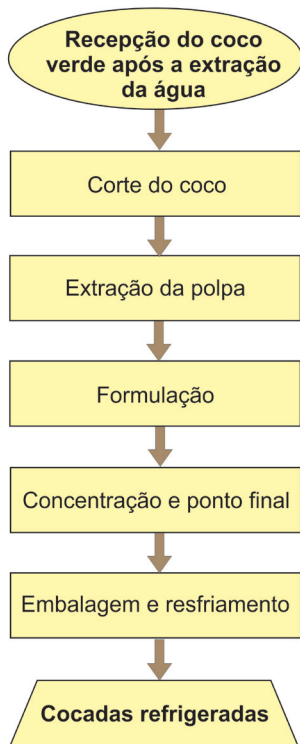 Recepção do coco
verde após a extração
da água
Corte do coco
Extração da polpa
Formulação
Concentração e ponto final
Embalagem e resfriamento
Cocadas refrigeradas